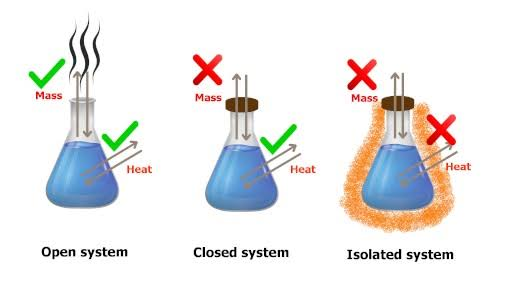 Mass
Heat
Open system
Mass
Heat
Closed system
Mass
Heat
Isolated system